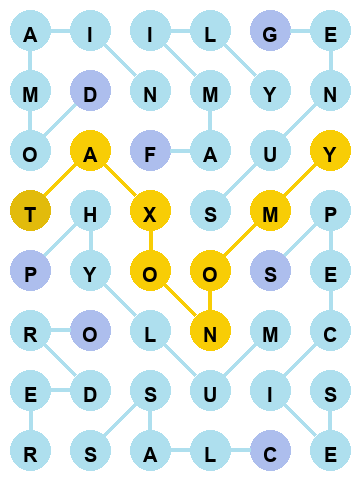 A I I L G E
M D N M Y N
O A F A U Y
T H X S M P
P Y O O S E
R O L N M C
E D S U I S
R S A L C E